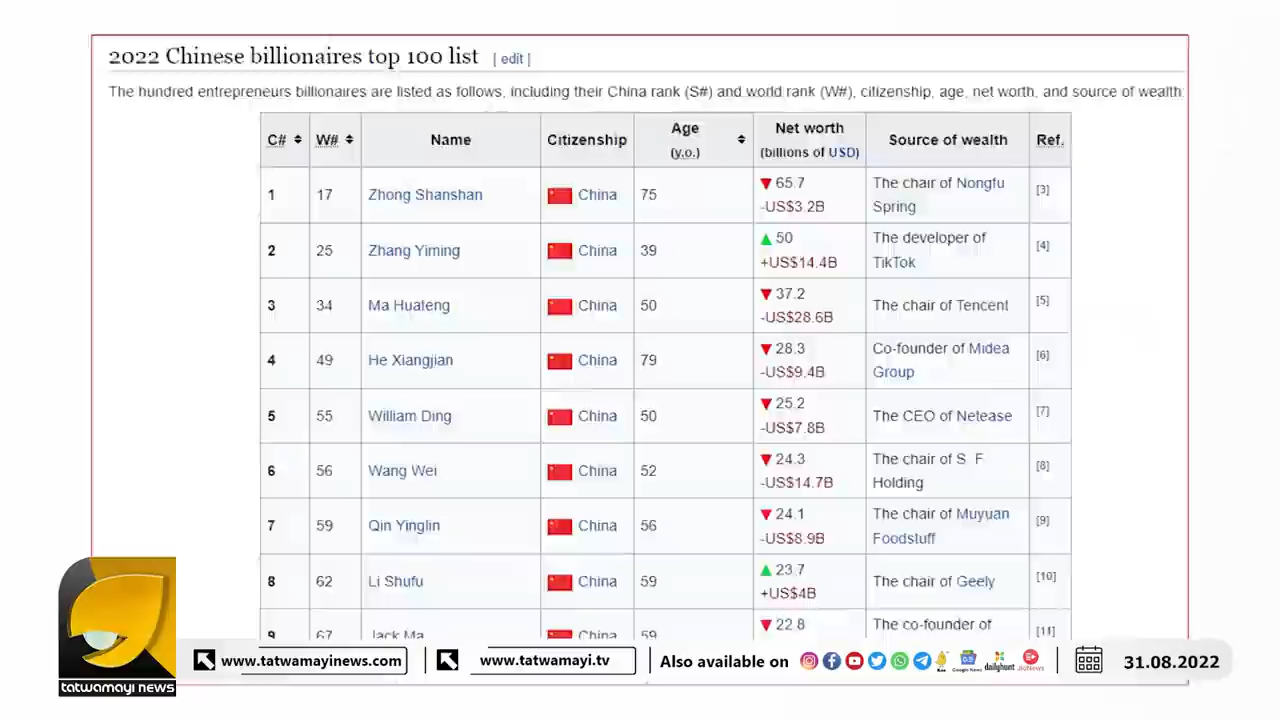 2022 Chinese billionaires top 100 list [ edit ]
The hundred entrepreneurs billionaires are listed as follows, including their China rank (S#) and world rank (W#), citizenship, age, net worth, and source of wealth
C# W# Name Citizenship Age (y.o.) Net worth (billions of USD) Source of wealth Ref.
1 17 Zhong Shanshan China 75 ▼ 65.7 -US$3.2B The chair of Nongfu Spring [3]
2 25 Zhang Yiming China 39 ▲ 50 +US$14.4B The developer of TikTok [4]
3 34 Ma Huateng China 50 ▼ 37.2 -US$28.6B The chair of Tencent [5]
4 49 He Xiangjian China 79 ▼ 28.3 -US$9.4B Co-founder of Midea Group [6]
5 55 William Ding China 50 ▼ 25.2 -US$7.8B The CEO of Netease [7]
6 56 Wang Wei China 52 ▼ 24.3 -US$14.7B The chair of S F Holding [8]
7 59 Qin Yinglin China 56 ▼ 24.1 -US$8.9B The chair of Muyuan Foodstuff [9]
8 62 Li Shufu China 59 ▲ 23.7 +US$4B The chair of Geely [10]
9 67 Jack Ma China 59 ▼ 22.8 The co-founder of [11]
tatwamayi news
www.tatwamayinews.com
www.tatwamayi.tv
Also available on
Google News
dailyhunt
JioNews
31.08.2022